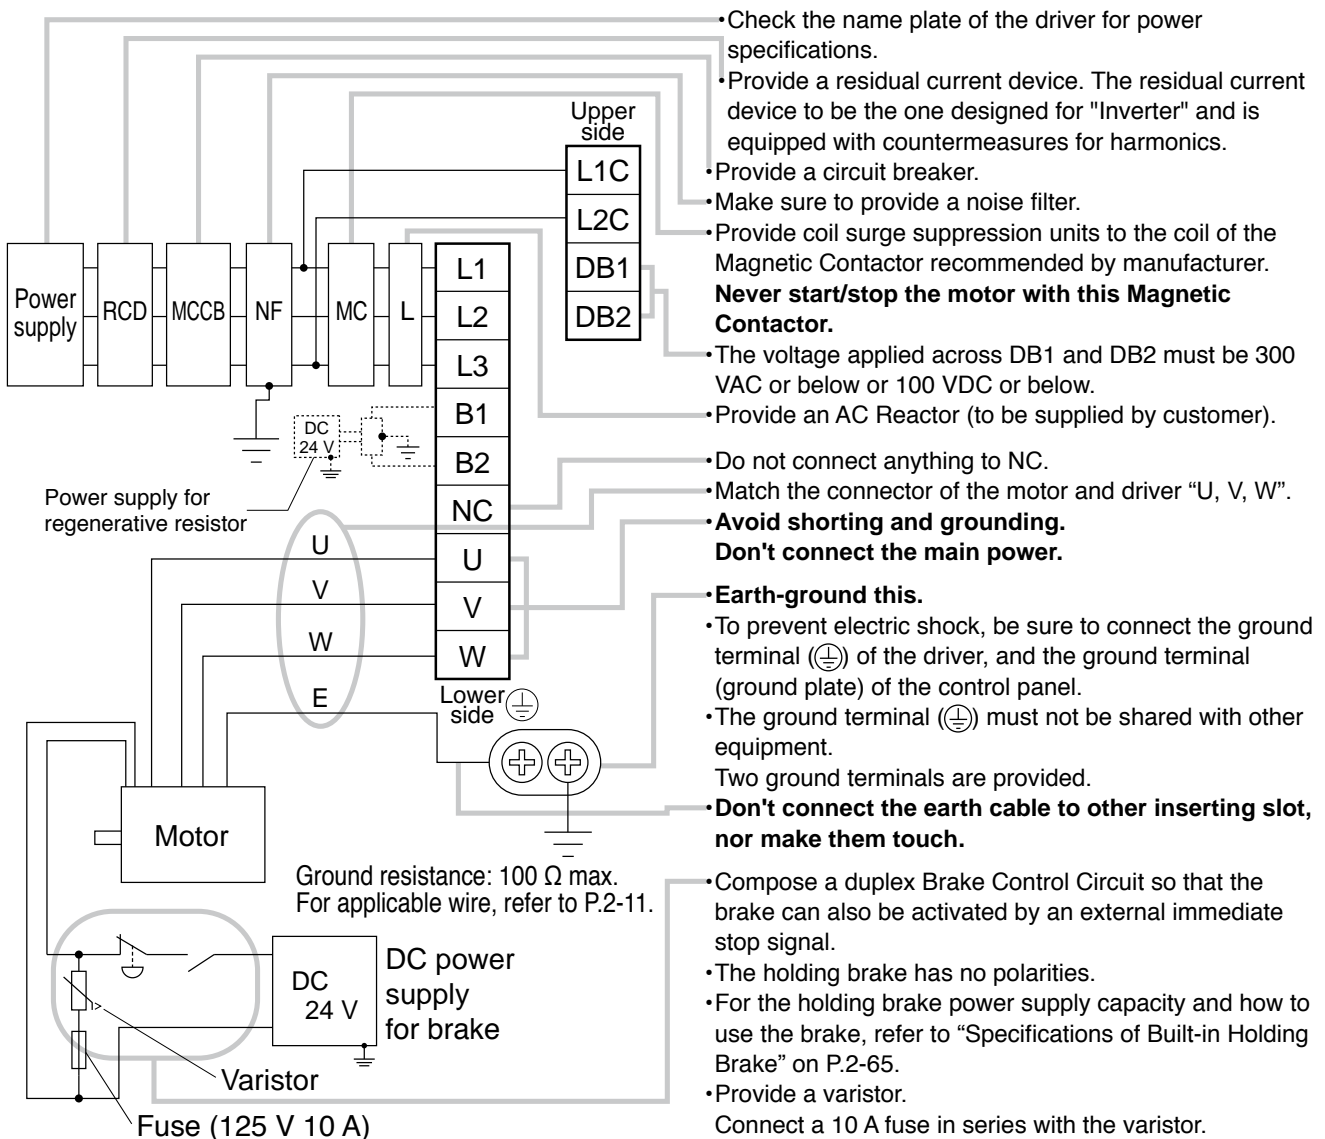 •Check the name plate of the driver for power
specifications.
•Provide a residual current device. The residual current
device to be the one designed for "Inverter" and is
equipped with countermeasures for harmonics.
•Provide a circuit breaker.
•Make sure to provide a noise filter.
•Provide coil surge suppression units to the coil of the
Magnetic Contactor recommended by manufacturer.
Never start/stop the motor with this Magnetic
Contactor.
•The voltage applied across DB1 and DB2 must be 300
VAC or below or 100 VDC or below.
•Provide an AC Reactor (to be supplied by customer).
•Do not connect anything to NC.
•Match the connector of the motor and driver “U, V, W”.
•Avoid shorting and grounding.
Don't connect the main power.
•Earth-ground this.
•To prevent electric shock, be sure to connect the ground
terminal (⏚) of the driver, and the ground terminal
(ground plate) of the control panel.
•The ground terminal (⏚) must not be shared with other
equipment.
Two ground terminals are provided.
•Don't connect the earth cable to other inserting slot,
nor make them touch.
•Compose a duplex Brake Control Circuit so that the
brake can also be activated by an external immediate
stop signal.
•The holding brake has no polarities.
•For the holding brake power supply capacity and how to
use the brake, refer to “Specifications of Built-in Holding
Brake” on P.2-65.
•Provide a varistor.
Connect a 10 A fuse in series with the varistor.
Upper
side
L1C
L2C
DB1
DB2
Power
supply
RCD
MCCB
NF
MC
L
L1
L2
L3
B1
B2
NC
U
V
W
Lower
side
DC
24 V
Power supply for
regenerative resistor
U
V
W
E
Motor
Ground resistance: 100 Ω max.
For applicable wire, refer to P.2-11.
DC
24 V
DC power
supply
for brake
Varistor
Fuse (125 V 10 A)